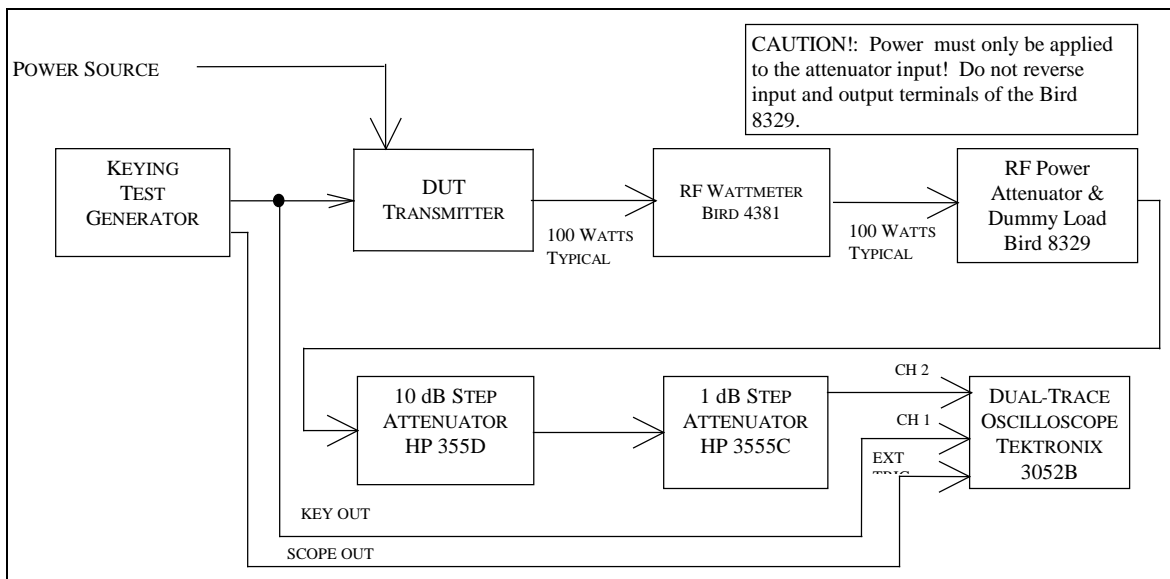 CAUTION!: Power must only be applied
to the attenuator input! Do not reverse
input and output terminals of the Bird
8329.
POWER SOURCE
KEYING
TEST
GENERATOR
DUT
TRANSMITTER
RF WATTMETER
BIRD 4381
RF Power
Attenuator &
Dummy Load
Bird 8329
100 WATTS
TYPICAL
100 WATTS
TYPICAL
10 dB STEP
ATTENUATOR
HP 355D
1 dB STEP
ATTENUATOR
HP 3555C
CH 2
CH 1
EXT
TRIG
DUAL-TRACE
OSCILLOSCOPE
TEKTRONIX
3052B
KEY OUT
SCOPE OUT